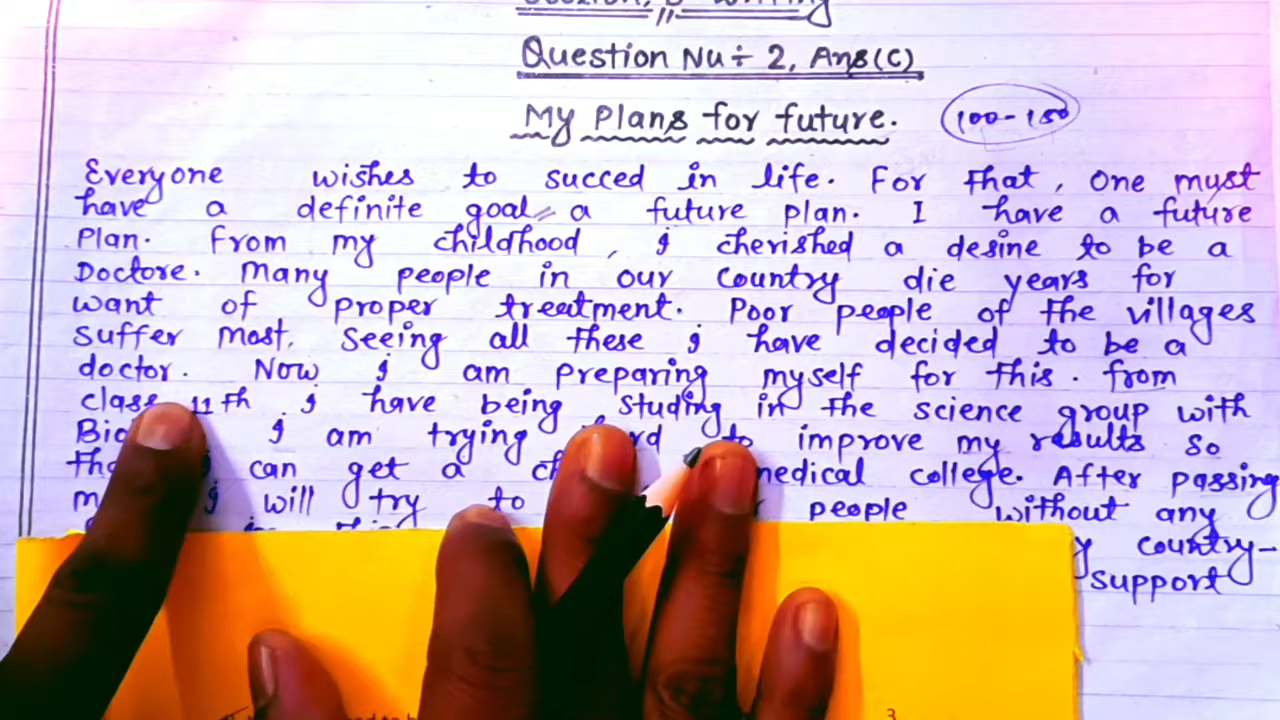 Question Nu÷ 2, Ans(C)
My Plans for future. 100-150
Everyone wishes to succed in life. For that, one must
have a definite goal a future plan. I have a future
plan. From my childhood, I cherished a desine to be a
Doctore. Many people in our country die years for
want of proper treetment. Poor people of the villages
suffer most. Seeing all these I have decided to be a
doctor. Now I am preparing myself for this. from
class 11th I have being studing in the science group with
I am trying to improve my results so
can get a medical college. After passing
I will try to people without any
country-
support